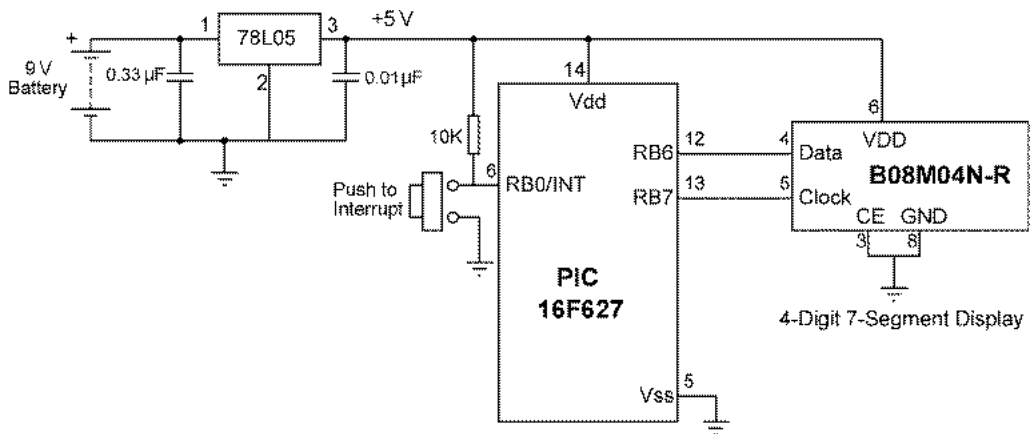 1
78L05
3
+5 V
+
9 V
Battery
0.33 µF
2
0.01µF
14
Vdd
6
VDD
10K
RB6
12
4
Data
B08M04N-R
6
RB0/INT
RB7
13
5
Clock
Push to
Interrupt
CE
GND
3
8
PIC
16F627
4-Digit 7-Segment Display
Vss
5